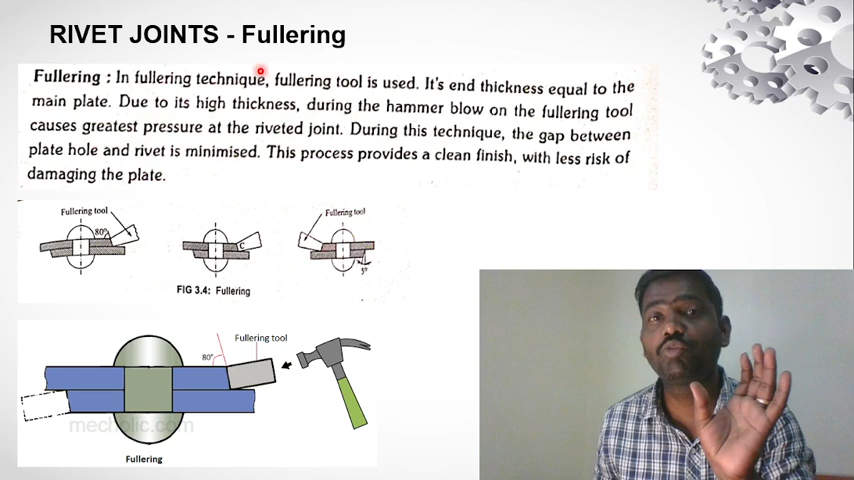 RIVET JOINTS - Fullering
Fullering : In fullering technique, fullering tool is used. It's end thickness equal to the
main plate. Due to its high thickness, during the hammer blow on the fullering tool
causes greatest pressure at the riveted joint. During this technique, the gap between
plate hole and rivet is minimised. This process provides a clean finish, with less risk of
damaging the plate.
Fullering tool
80°
C
Fullering tool
5°
FIG 3.4: Fullering
Fullering tool
80°
mecholic.com
Fullering